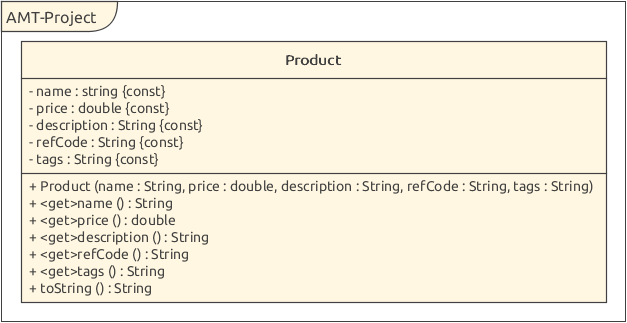 AMT-Project
Product
- name : string {const}
- price : double {const}
- description : String {const}
- refCode : String {const}
- tags : String {const}
+ Product (name : String, price : double, description : String, refCode : String, tags : String)
+ <get>name () : String
+ <get>price () : double
+ <get>description () : String
+ <get>refCode () : String
+ <get>tags () : String
+ toString () : String